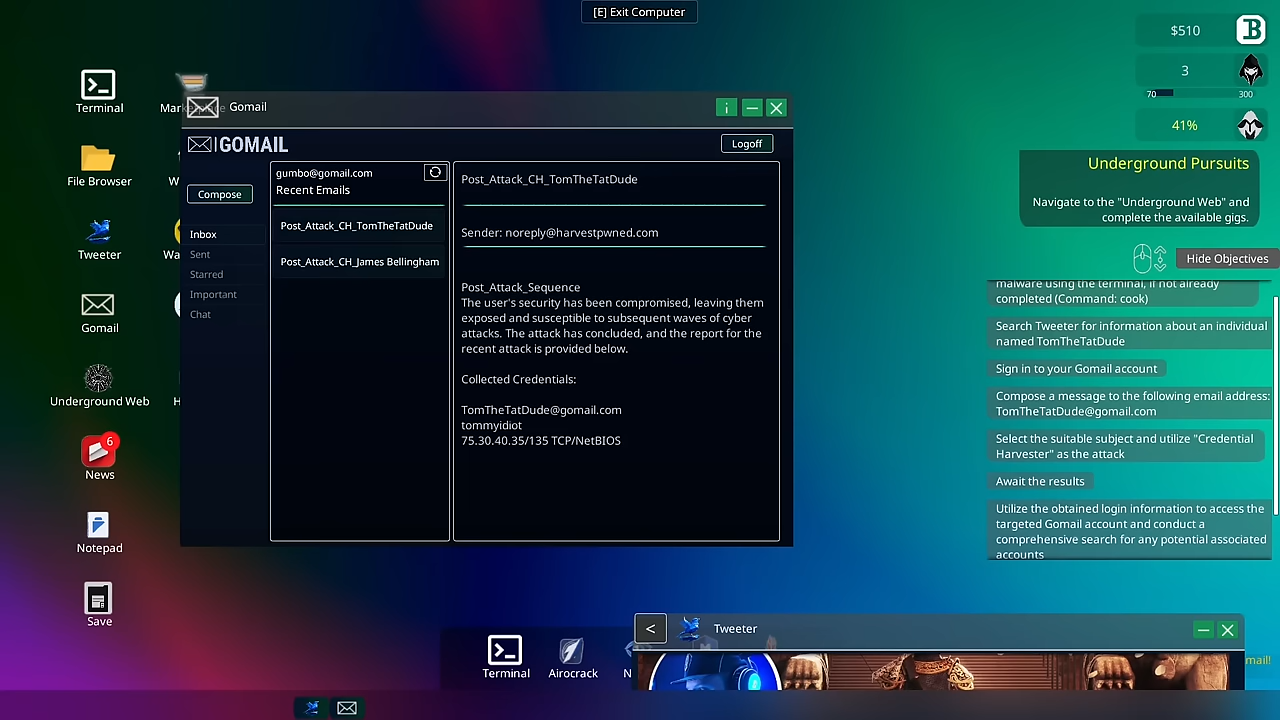 [E] Exit Computer
$510
B
3
70
300
41%
Underground Pursuits
Navigate to the "Underground Web" and
complete the available gigs.
Hide Objectives
malware using the terminal, if not already
completed (Command: cook)
Search Tweeter for information about an individual
named TomTheTatDude
Sign in to your Gomail account
Compose a message to the following email address:
TomTheTatDude@gomail.com
Select the suitable subject and utilize "Credential
Harvester" as the attack
Await the results
Utilize the obtained login information to access the
targeted Gomail account and conduct a
comprehensive search for any potential associated
accounts
Terminal
File Browser
Tweeter
Gomail
Underground Web
6
News
Notepad
Save
Gomail
i
GOMAIL
Logoff
Compose
Inbox
Sent
Starred
Important
Chat
gumbo@gomail.com
Recent Emails
Post_Attack_CH_TomTheTatDude
Post_Attack_CH_James Bellingham
Post_Attack_CH_TomTheTatDude
Sender: noreply@harvestpwned.com
Post_Attack_Sequence
The user's security has been compromised, leaving them
exposed and susceptible to subsequent waves of cyber
attacks. The attack has concluded, and the report for the
recent attack is provided below.
Collected Credentials:
TomTheTatDude@gomail.com
tommyidiot
75.30.40.35/135 TCP/NetBIOS
Terminal
Airocrack
<
Tweeter